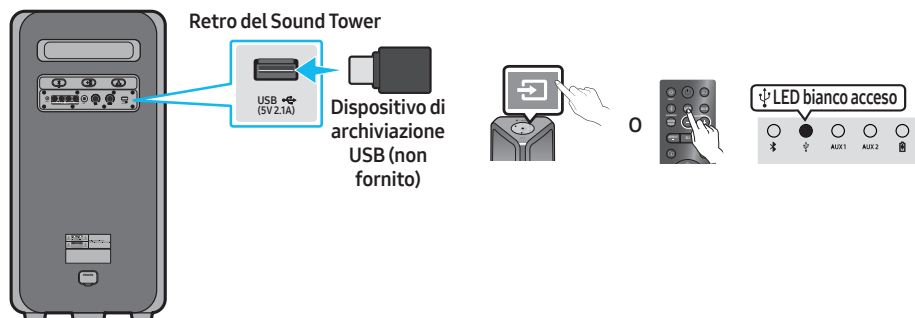 Retro del Sound Tower
USB
(5V 2.1A)
Dispositivo di
archiviazione
USB (non
fornito)
O
LED bianco acceso
AUX 1
AUX 2